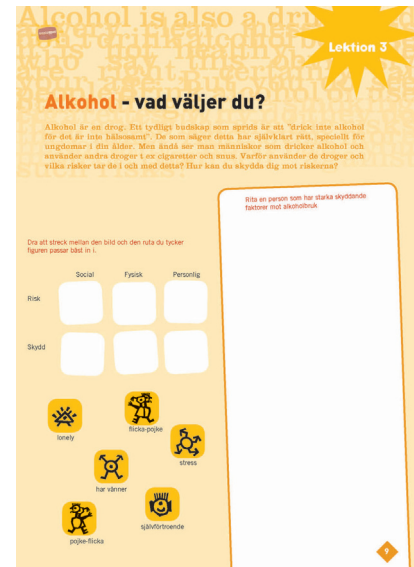 Alcohol is also a dru
Lektion 3
Alkohol - vad väljer du?
Alkohol är en drog. Ett tydligt budskap som sprids är att "drick inte alkohol
för det är inte hälsosamt". De som säger detta har självklart rätt, speciellt för
ungdomar i din ålder. Men ändå ser man människor som dricker alkohol och
använder andra droger t ex cigaretter och snus. Varför använder de droger och
vilka risker tar de i och med detta? Hur kan du skydda dig mot riskerna?
Rita en person som har starka skyddande
faktorer mot alkoholbruk
Dra att streck mellan den bild och den ruta du tycker
figuren passar bäst in i.
Social Fysisk Personlig
Risk
Skydd
lonely
flicka-pojke
stress
har vänner
självförtroende
pojke-flicka
9